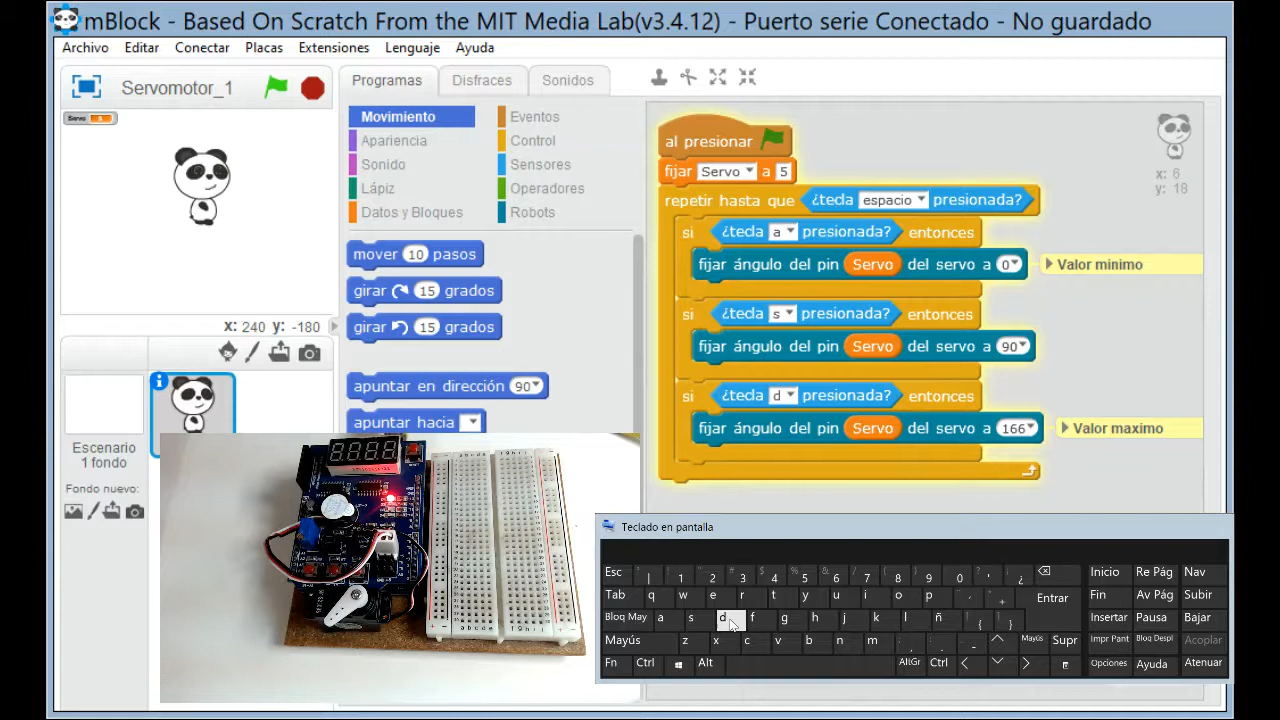 mBlock - Based On Scratch From the MIT Media Lab(v3.4.12) - Puerto serie Conectado - No guardado
Archivo Editar Conectar Placas Extensiones Lenguaje Ayuda
Servomotor_1
Servo 5
x: 240 y: -180
Escenario
1 fondo
Fondo nuevo:
Programas Disfraces Sonidos
Movimiento Eventos
Apariencia Control
Sonido Sensores
Lápiz Operadores
Datos y Bloques Robots
mover 10 pasos
girar 15 grados
girar 15 grados
apuntar en dirección 90
apuntar hacia
x: 6
y: 18
al presionar
fijar Servo a 5
repetir hasta que ¿tecla espacio presionada?
si ¿tecla a presionada? entonces
fijar ángulo del pin Servo del servo a 0 Valor minimo
si ¿tecla s presionada? entonces
fijar ángulo del pin Servo del servo a 90
si ¿tecla d presionada? entonces
fijar ángulo del pin Servo del servo a 166 Valor maximo
Teclado en pantalla
Esc | 1 2 3 4 5 6 7 8 9 0 ' ¿ Inicio Re Pág Nav
Tab q w e r t y u i o p + Entrar Fin Av Pág Subir
Bloq May a s d f g h j k l ñ { } Insertar Pausa Bajar
Mayús z x c v b n m , . - Mayús Supr Impr Pant Bloq Despl Acoplar
Fn Ctrl Alt AltGr Ctrl Opciones Ayuda Atenuar